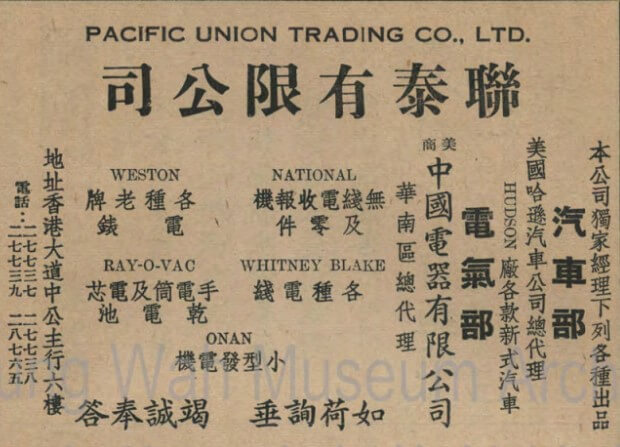 PACIFIC UNION TRADING CO., LTD.
聯泰有限公司
本公司獨家經理下列各種出品
汽車部
美國哈遜汽車公司總代理
HUDSON 廠各款新式汽車
電氣部
美商
中國電器有限公司
華南區總代理
NATIONAL
無綫電收報機
及零件
WESTON
各種老牌
電錶
WHITNEY BLAKE
各種電綫
RAY-O-VAC
手電筒及電芯
乾電池
ONAN
小型發電機
如荷詢垂 竭誠奉答
地址香港大道中公主行六樓
電話：
二七七三七 二七七三八
二七七三九 二八七六五
ung Wan Museum Arch